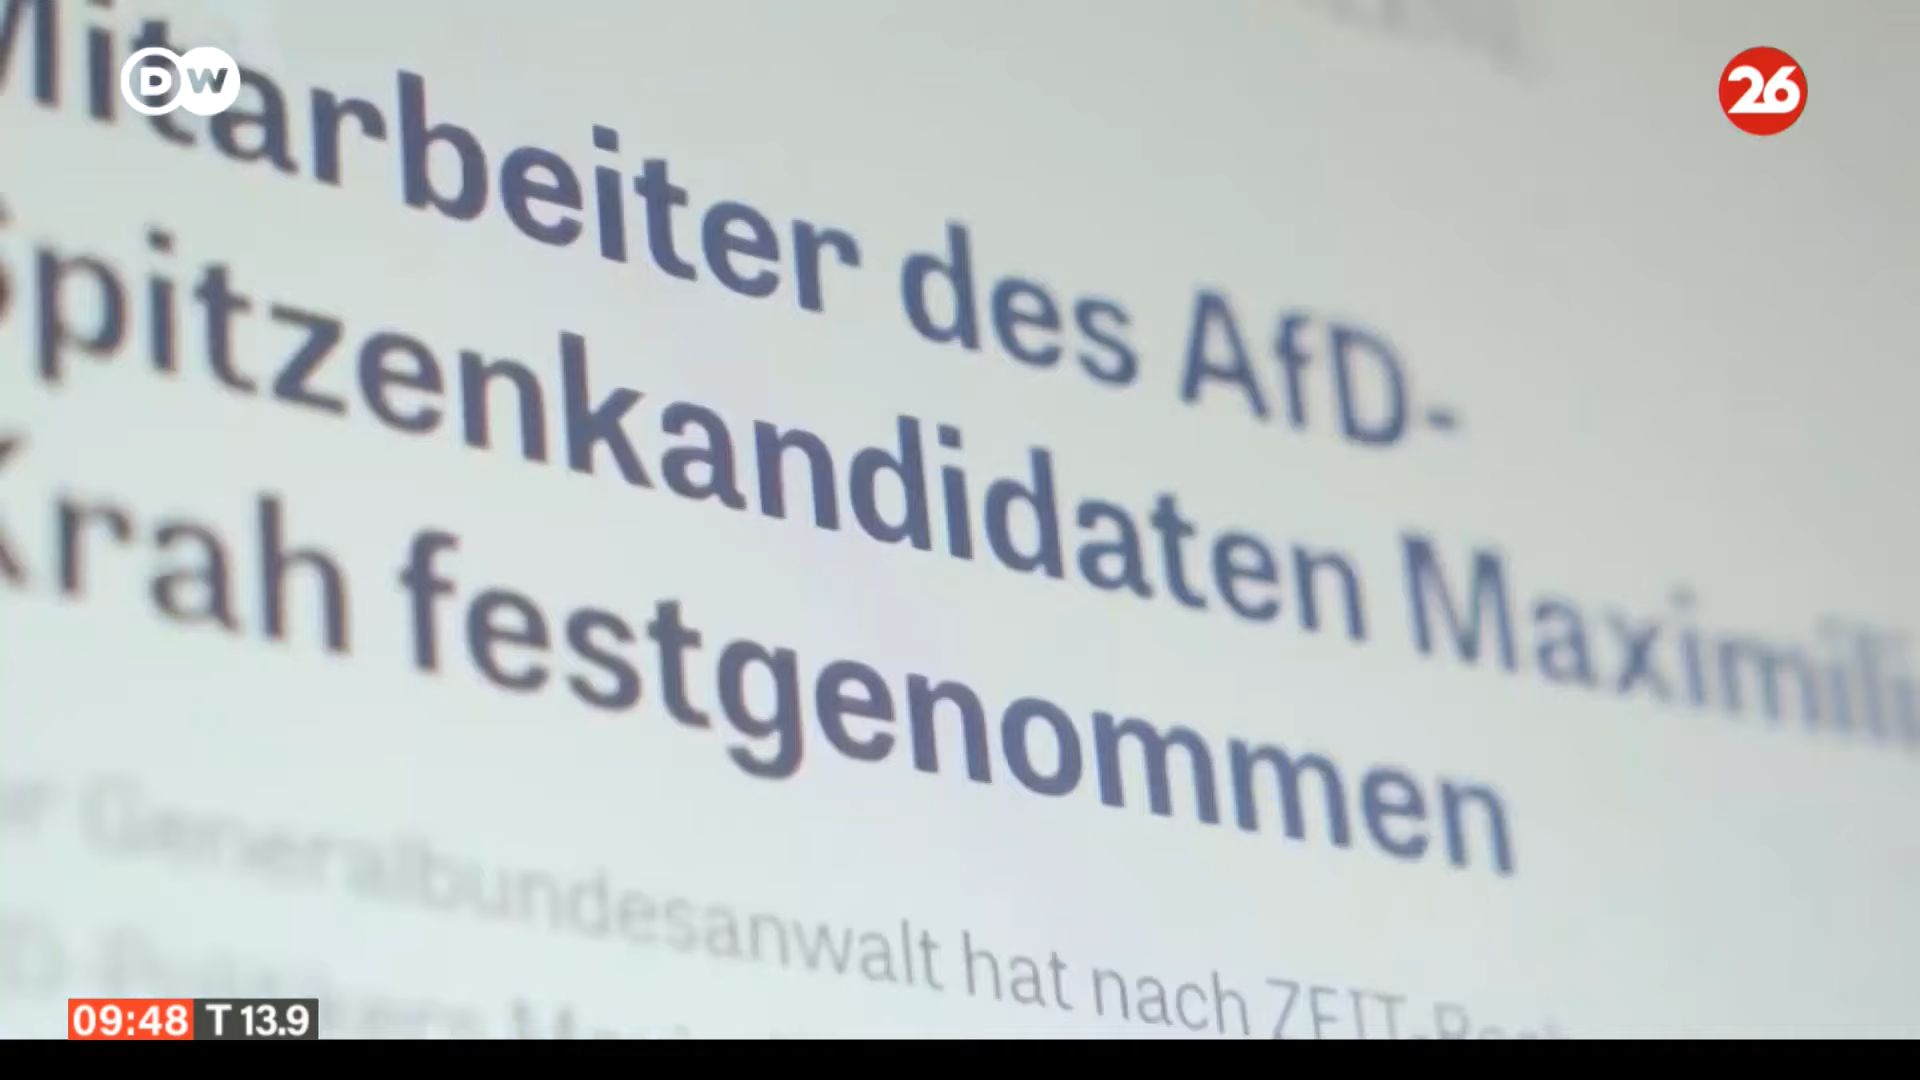 DW
26
Mitarbeiter des AfD-
Spitzenkandidaten Maximili
Krah festgenommen
Generalbundesanwalt hat nach ZEIT-
09:48 T 13.9